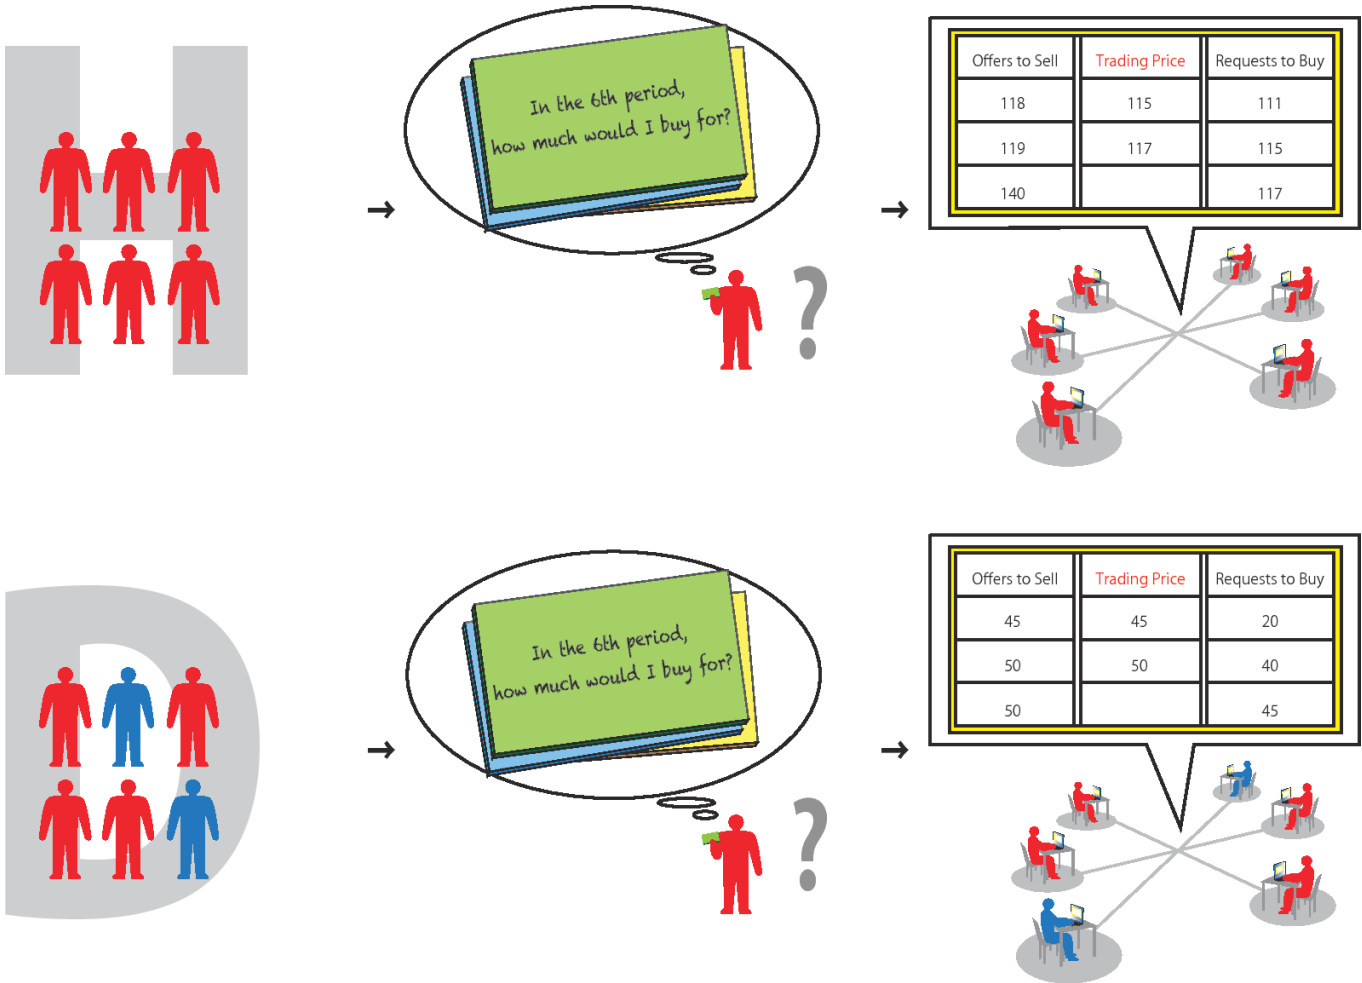 H
In the 6th period,
how much would I buy for?
?
Offers to Sell Trading Price Requests to Buy
118 115 111
119 117 115
140 117
D
In the 6th period,
how much would I buy for?
?
Offers to Sell Trading Price Requests to Buy
45 45 20
50 50 40
50 45